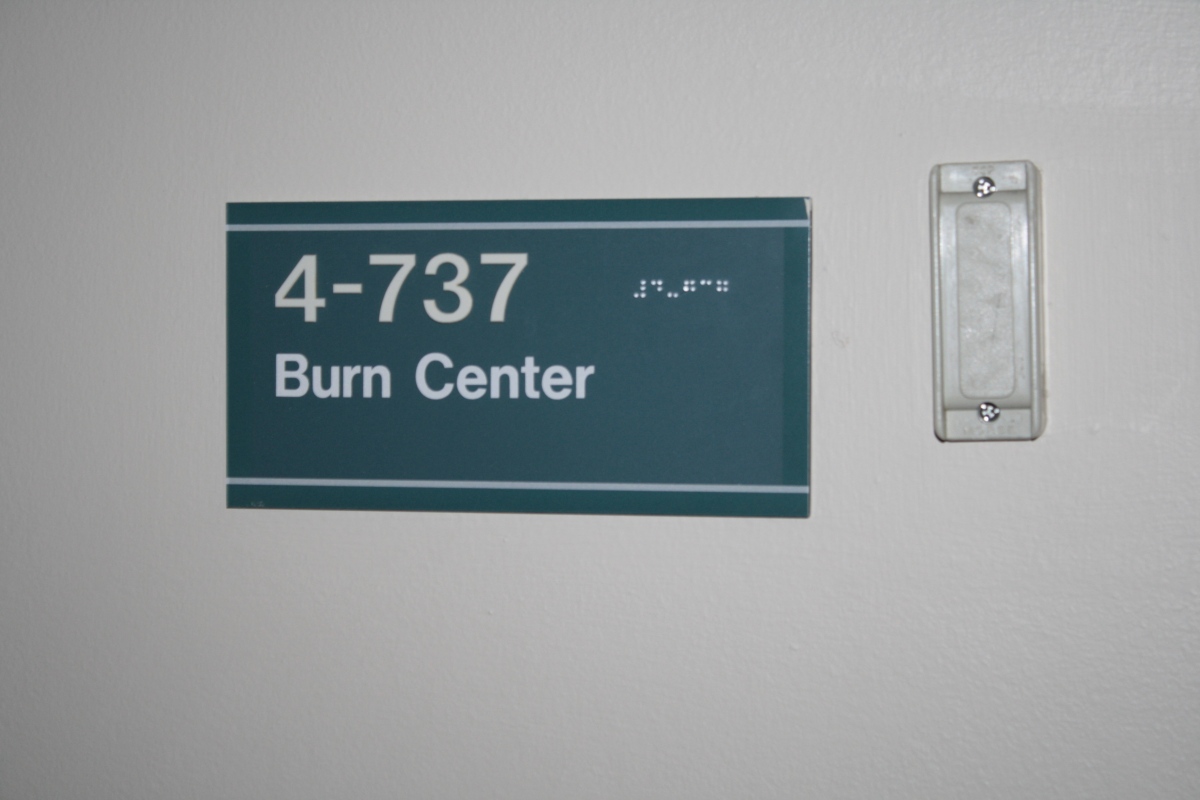 4-737
⠼⠙⠤⠛⠉⠛
Burn Center